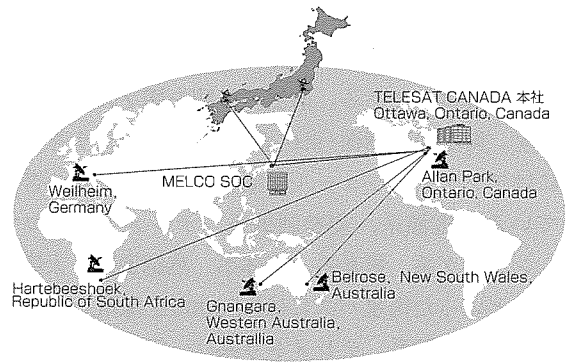 TELESAT CANADA 本社
Ottawa, Ontario, Canada
Allan Park,
Ontario, Canada
Weilheim,
Germany
MELCO SOC
Hartebeeshoek,
Republic of South Africa
Gnangara,
Western Australia,
Australlia
Belrose, New South Wales,
Australia